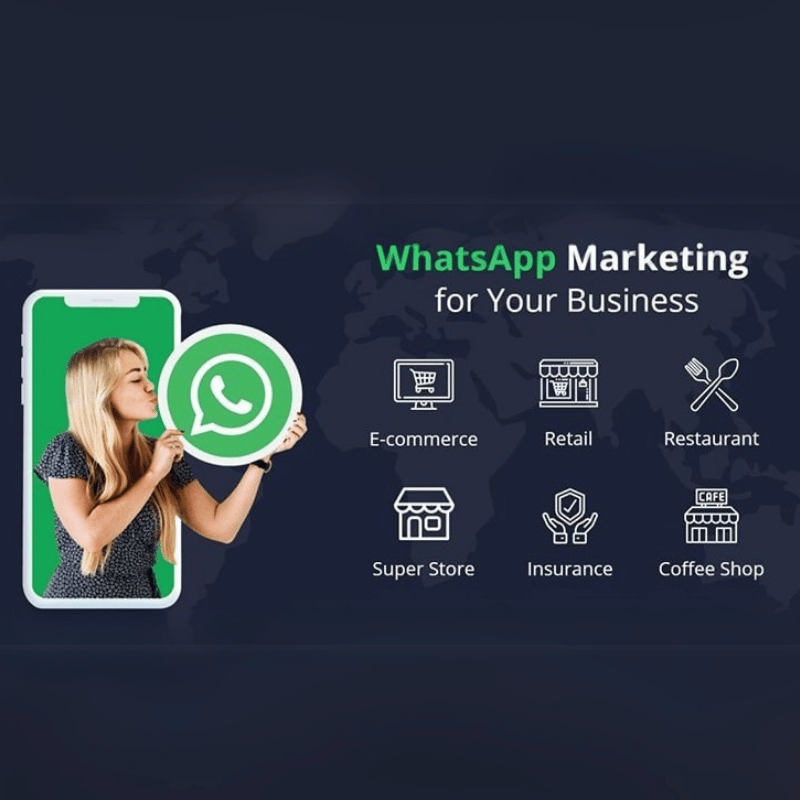 WhatsApp Marketing
for Your Business
E-commerce
Retail
Restaurant
CAFE
Super Store
Insurance
Coffee Shop